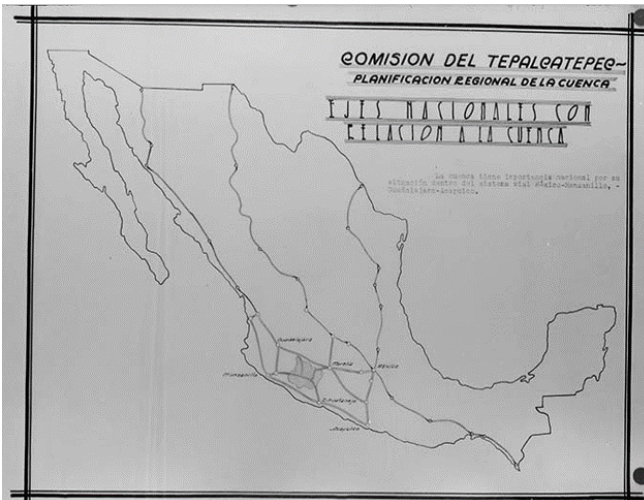 COMISION DEL TEPALCATEPEC~
PLANIFICACION REGIONAL DE LA CUENCA
EJES NACIONALES CON
RELACION A LA CUENCA
La cuenca tiene importancia nacional por su
situación dentro del sistema vial México-Manzanillo, -
Guadalajara-Acapulco.
Guadalajara
Morelia
México
Manzanillo
Zihuatanejo
Acapulco